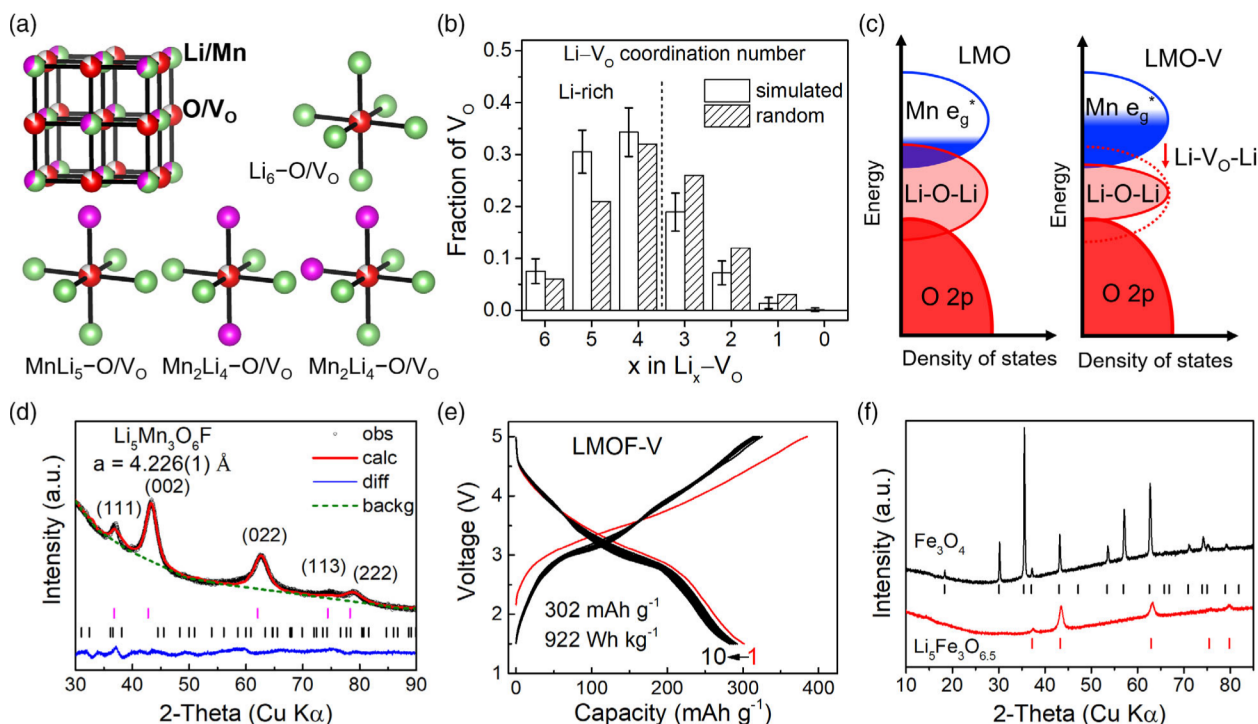 (a)
Li/Mn
O/V_O
Li_6–O/V_O
MnLi_5–O/V_O
Mn_2Li_4–O/V_O
Mn_2Li_4–O/V_O
(b)
Li–V_O coordination number
Li-rich
simulated
random
Fraction of V_O
0.5
0.4
0.3
0.2
0.1
0.0
6 5 4 3 2 1 0
x in Li_x–V_O
(c)
LMO
Mn e_g^*
Li-O-Li
O 2p
Energy
Density of states
LMO-V
Mn e_g^*
Li-V_O-Li
Li-O-Li
O 2p
Energy
Density of states
(d)
Li_5Mn_3O_6F
a = 4.226(1) Å
obs
calc
diff
backg
(111)
(002)
(022)
(113)
(222)
Intensity (a.u.)
30 40 50 60 70 80 90
2-Theta (Cu Kα)
(e)
LMOF-V
302 mAh g^-1
922 Wh kg^-1
10←1
Voltage (V)
5
4
3
2
1
0 100 200 300 400
Capacity (mAh g^-1)
(f)
Fe_3O_4
Li_5Fe_3O_6.5
Intensity (a.u.)
10 20 30 40 50 60 70 80
2-Theta (Cu Kα)